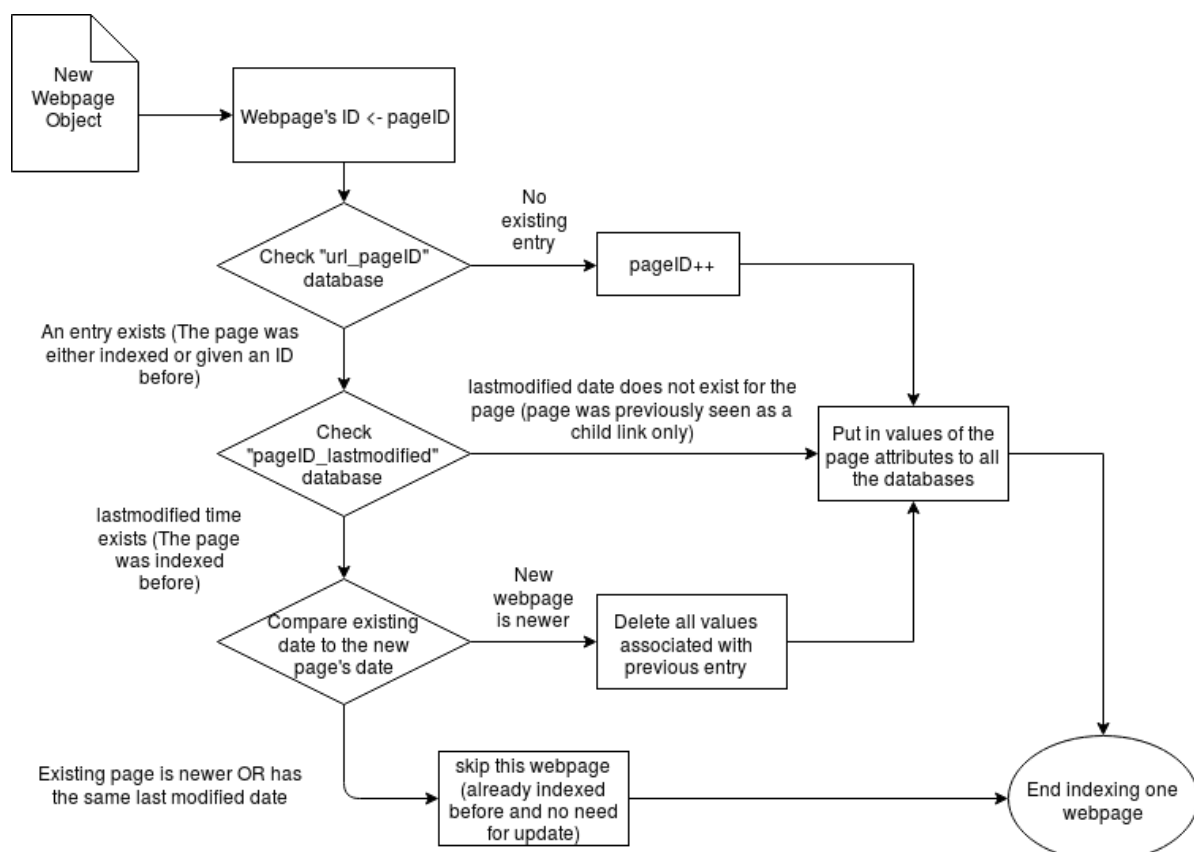 New
Webpage
Object
Webpage's ID <- pageID
No
existing
entry
Check "url_pageID"
database
pageID++
An entry exists (The page was
either indexed or given an ID
before)
lastmodified date does not exist for the
page (page was previously seen as a
child link only)
Check
"pageID_lastmodified"
database
Put in values of the
page attributes to all
the databases
lastmodified time
exists (The page
was indexed
before)
New
webpage
is newer
Compare existing
date to the new
page's date
Delete all values
associated with
previous entry
Existing page is newer OR has
the same last modified date
skip this webpage
(already indexed
before and no need
for update)
End indexing one
webpage